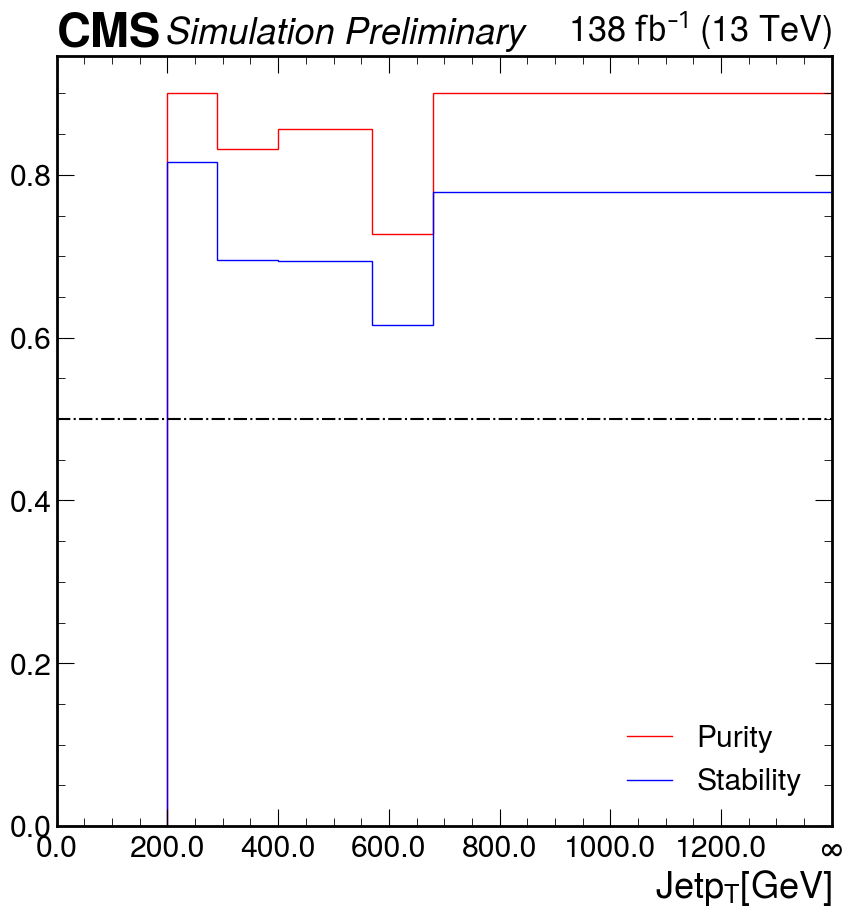 CMS Simulation Preliminary 138 fb⁻¹ (13 TeV)
0.8
0.6
0.4
0.2
0.0
Purity
Stability
0.0 200.0 400.0 600.0 800.0 1000.0 1200.0 ∞
Jetp_T[GeV]